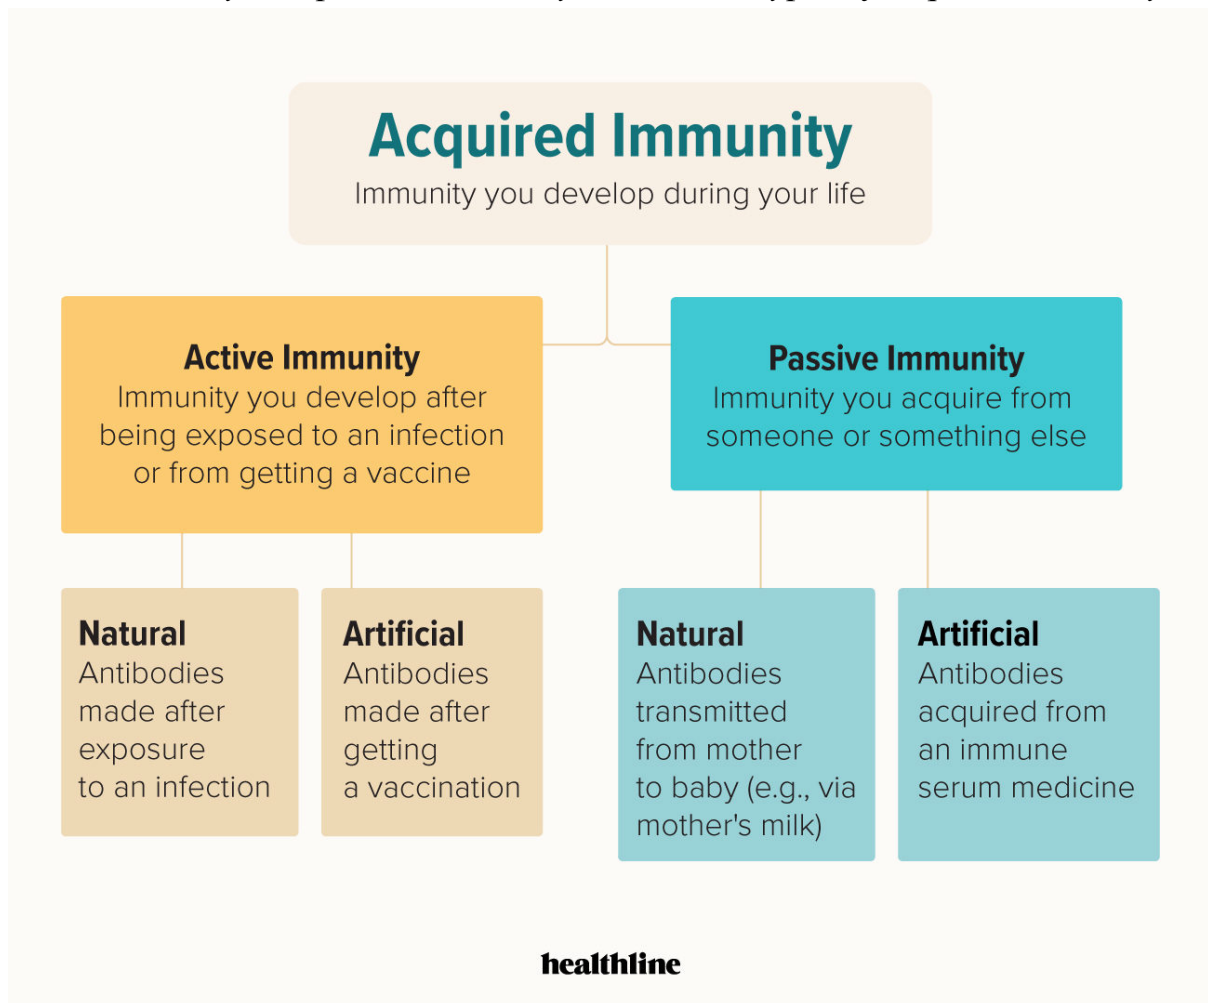 Acquired Immunity
Immunity you develop during your life
Active Immunity
Immunity you develop after
being exposed to an infection
or from getting a vaccine
Passive Immunity
Immunity you acquire from
someone or something else
Natural
Antibodies
made after
exposure
to an infection
Artificial
Antibodies
made after
getting
a vaccination
Natural
Antibodies
transmitted
from mother
to baby (e.g., via
mother's milk)
Artificial
Antibodies
acquired from
an immune
serum medicine
healthline